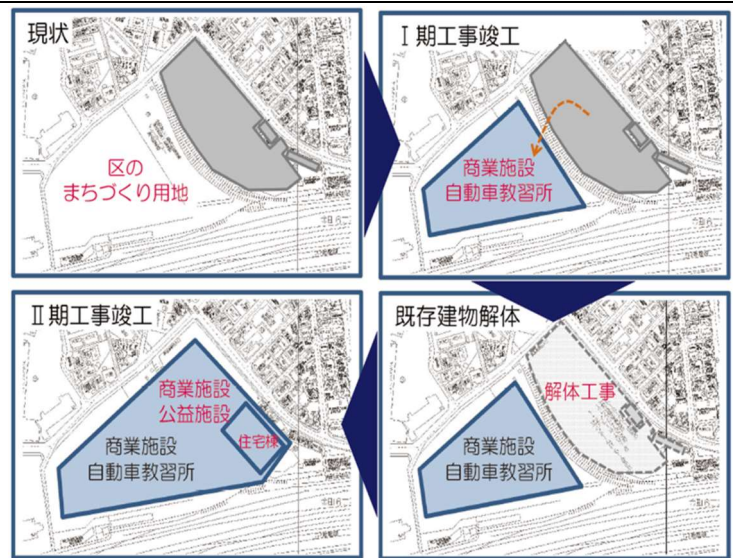 現状
区の
まちづくり用地
Ⅰ期工事竣工
商業施設
自動車教習所
既存建物解体
解体工事
商業施設
自動車教習所
Ⅱ期工事竣工
商業施設
公益施設
住宅棟
商業施設
自動車教習所